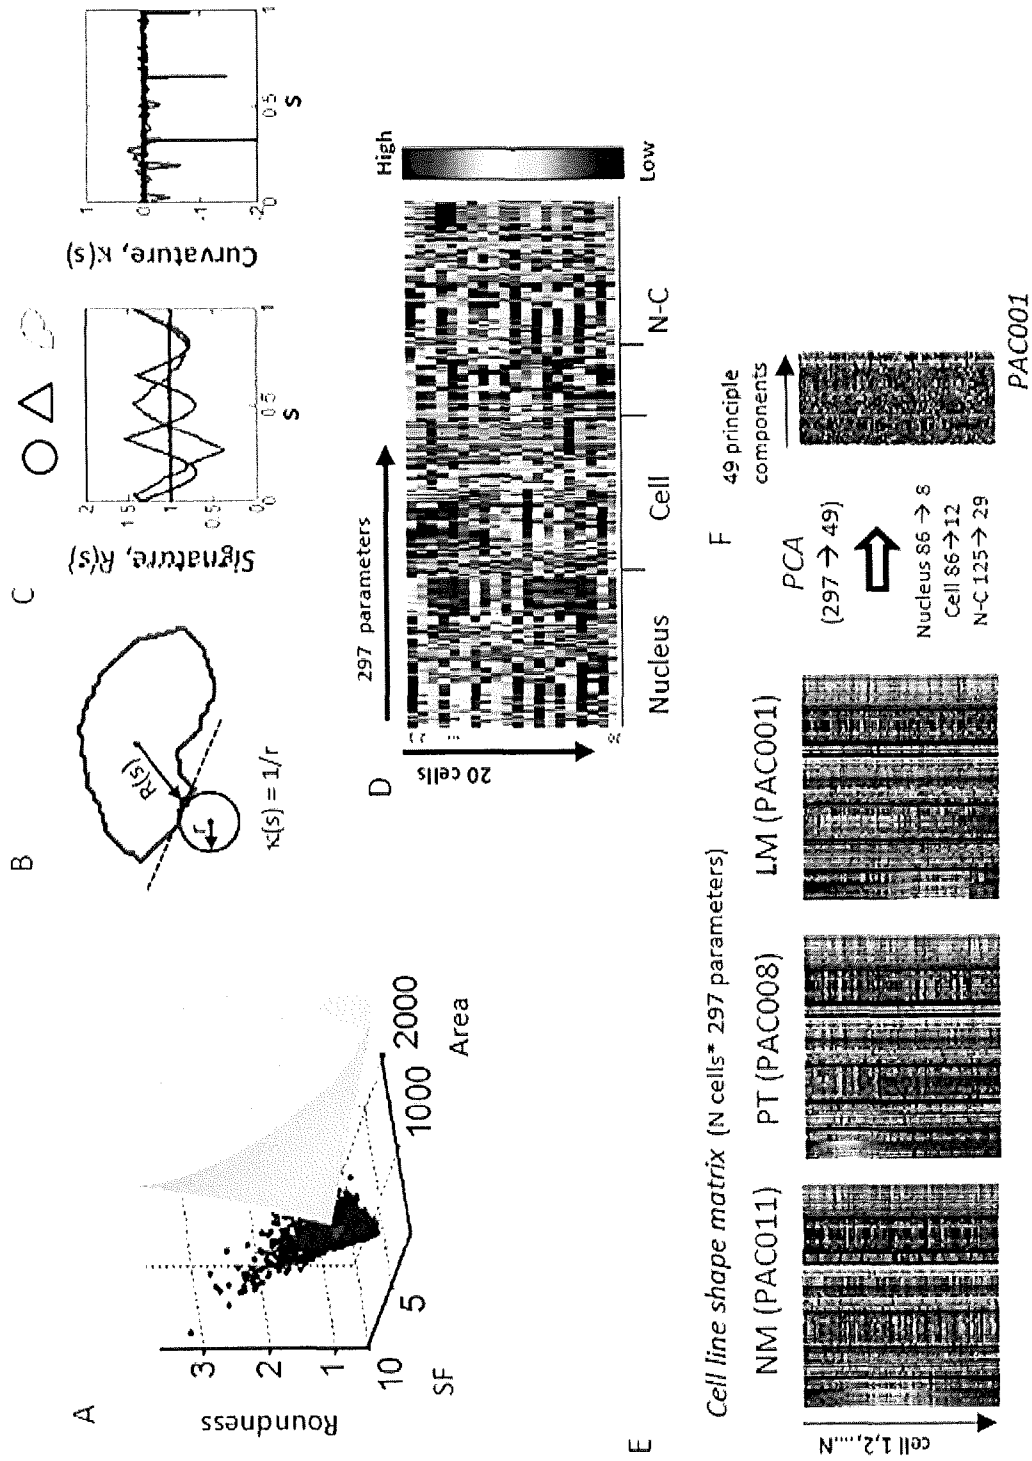 A
Roundness
3
2
1
10
5
SF
1000
2000
Area
B
R(s)
r
κ(s) = 1/r
C
Signature, R(s)
1.5
1
0.5
0
0.5
1
s
Curvature, κ(s)
1
0
-1
-2
0
0.5
1
s
D
297 parameters
20 cells
Nucleus
Cell
N-C
High
Low
E
Cell line shape matrix (N cells* 297 parameters)
NM (PAC011)
PT (PAC008)
LM (PAC001)
cell 1,2,....N
F
PCA
(297 → 49)
Nucleus 86 → 8
Cell 86→12
N-C 125→ 29
49 principle
components
PAC001